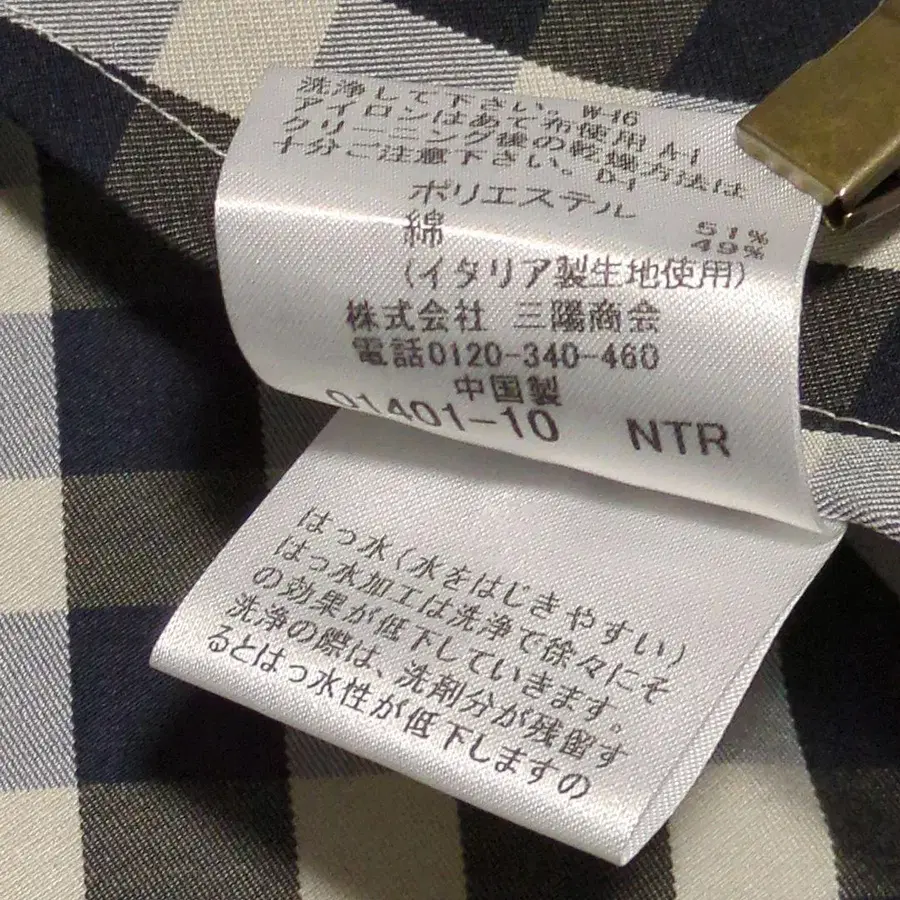 洗浄して下さい。 W-16
アイロンはあて布使用 A-1
クリーニング後の乾燥方法は
十分ご注意下さい。D-1
ポリエステル 51%
綿 49%
(イタリア製生地使用)
株式会社 三陽商会
電話0120-340-460
中国製
01401-10 NTR
はっ水(水をはじきやすい)
はっ水加工は洗浄で徐々にそ
の効果が低下していきます。
洗浄の際は、洗剤分が残留す
るとはっ水性が低下しますの